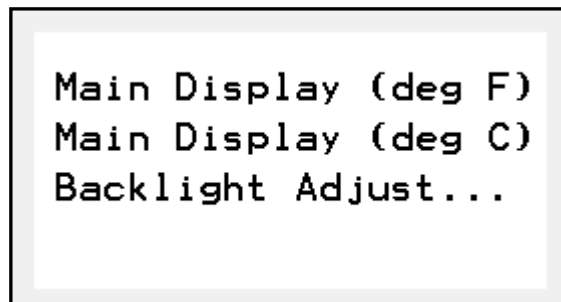 Main Display (deg F)
Main Display (deg C)
Backlight Adjust...